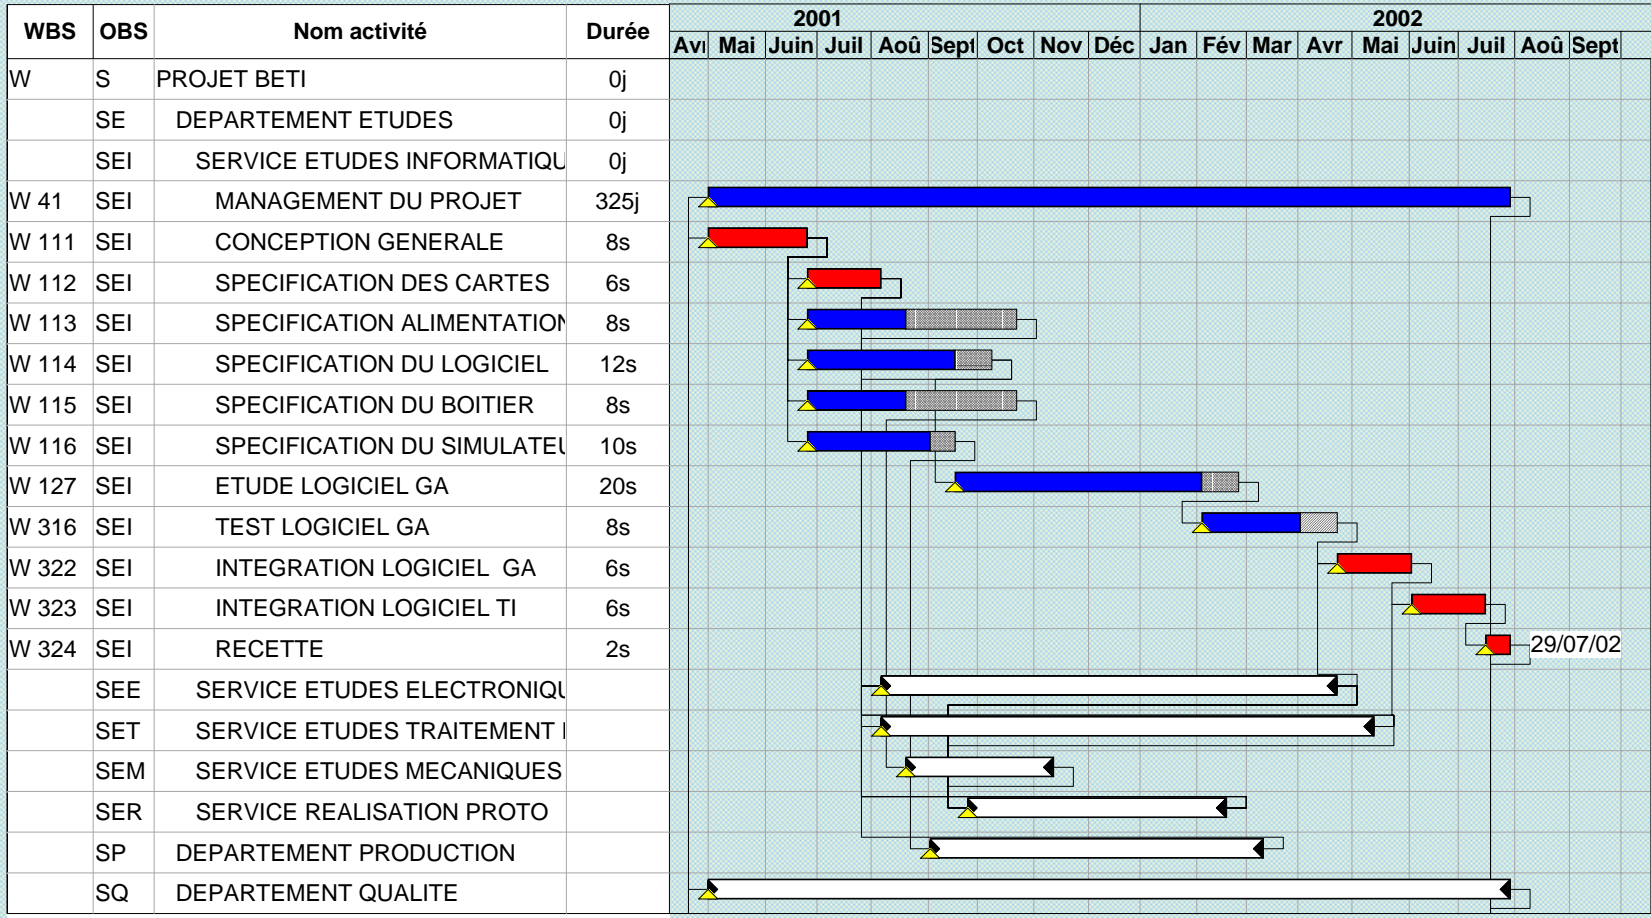 WBS OBS Nom activité Durée 2001 2002
Avr Mai Juin Juil Aoû Sept Oct Nov Déc Jan Fév Mar Avr Mai Juin Juil Aoû Sept
W S PROJET BETI 0j
SE DEPARTEMENT ETUDES 0j
SEI SERVICE ETUDES INFORMATIQU 0j
W 41 SEI MANAGEMENT DU PROJET 325j
W 111 SEI CONCEPTION GENERALE 8s
W 112 SEI SPECIFICATION DES CARTES 6s
W 113 SEI SPECIFICATION ALIMENTATION 8s
W 114 SEI SPECIFICATION DU LOGICIEL 12s
W 115 SEI SPECIFICATION DU BOITIER 8s
W 116 SEI SPECIFICATION DU SIMULATEU 10s
W 127 SEI ETUDE LOGICIEL GA 20s
W 316 SEI TEST LOGICIEL GA 8s
W 322 SEI INTEGRATION LOGICIEL GA 6s
W 323 SEI INTEGRATION LOGICIEL TI 6s
W 324 SEI RECETTE 2s 29/07/02
SEE SERVICE ETUDES ELECTRONIQU
SET SERVICE ETUDES TRAITEMENT
SEM SERVICE ETUDES MECANIQUES
SER SERVICE REALISATION PROTO
SP DEPARTEMENT PRODUCTION
SQ DEPARTEMENT QUALITE